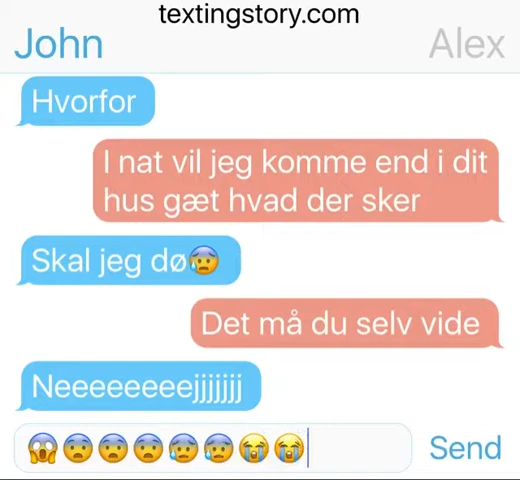 textingstory.com
John
Alex
Hvorfor
I nat vil jeg komme end i dit
hus gæt hvad der sker
Skal jeg dø😰
Det må du selv vide
Neeeeeeeejjjjjjj
😱😨😨😨😰😰😭😭
Send